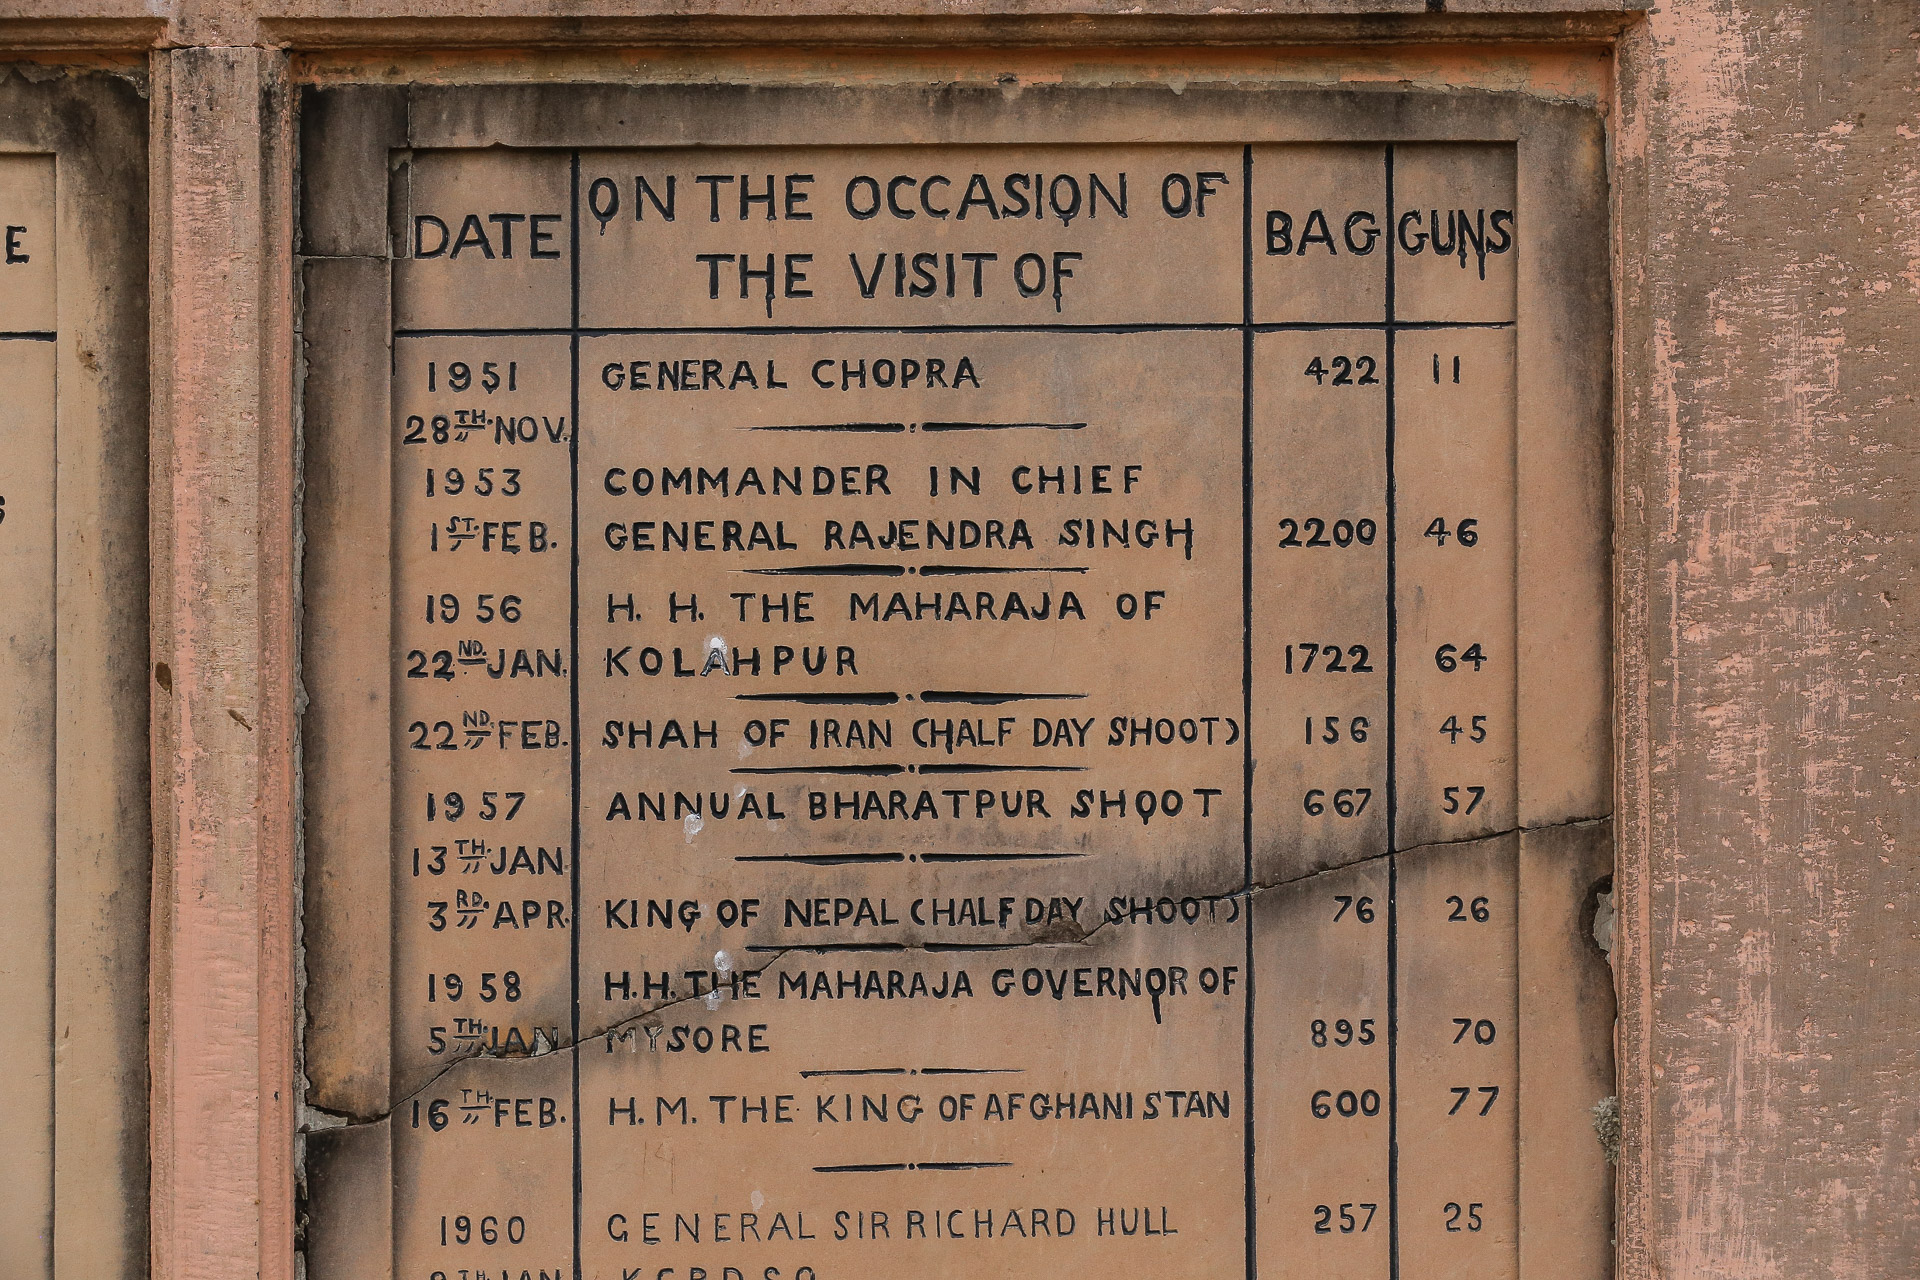 E
DATE ON THE OCCASION OF THE VISIT OF BAG GUNS
1951 GENERAL CHOPRA 422 11
28TH. NOV.
1953 COMMANDER IN CHIEF
1ST. FEB. GENERAL RAJENDRA SINGH 2200 46
1956 H. H. THE MAHARAJA OF
22ND. JAN. KOLAHPUR 1722 64
22ND. FEB. SHAH OF IRAN (HALF DAY SHOOT) 156 45
1957 ANNUAL BHARATPUR SHOOT 667 57
13TH. JAN.
3RD. APR. KING OF NEPAL (HALF DAY SHOOT) 76 26
1958 H.H. THE MAHARAJA GOVERNOR OF
5TH. JAN MYSORE 895 70
16TH. FEB. H. M. THE KING OF AFGHANISTAN 600 77
1960 GENERAL SIR RICHARD HULL 257 25